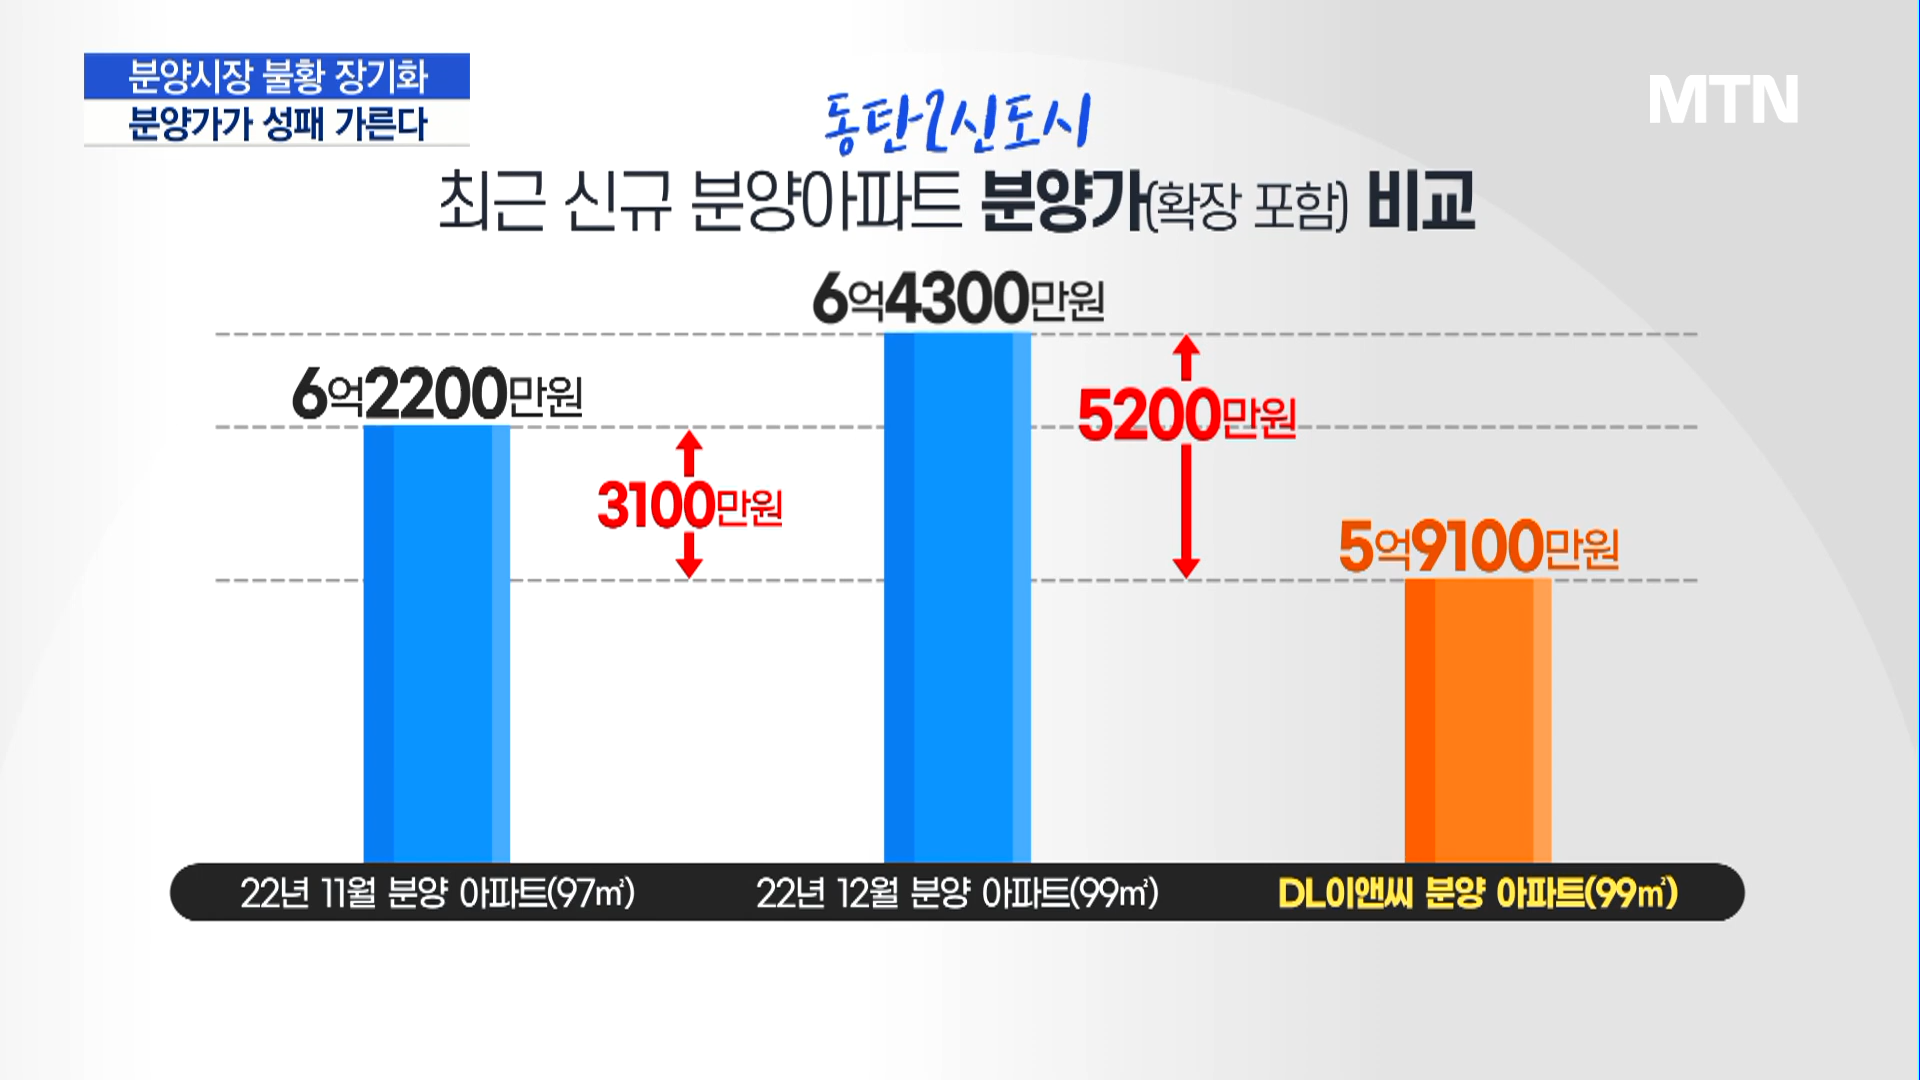 분양시장 불황 장기화
분양가가 성패 가른다
MTN
동탄2신도시
최근 신규 분양아파트 분양가(확장 포함) 비교
6억4300만원
6억2200만원
5200만원
3100만원
5억9100만원
22년 11월 분양 아파트(97㎡)
22년 12월 분양 아파트(99㎡)
DL이앤씨 분양 아파트(99㎡)